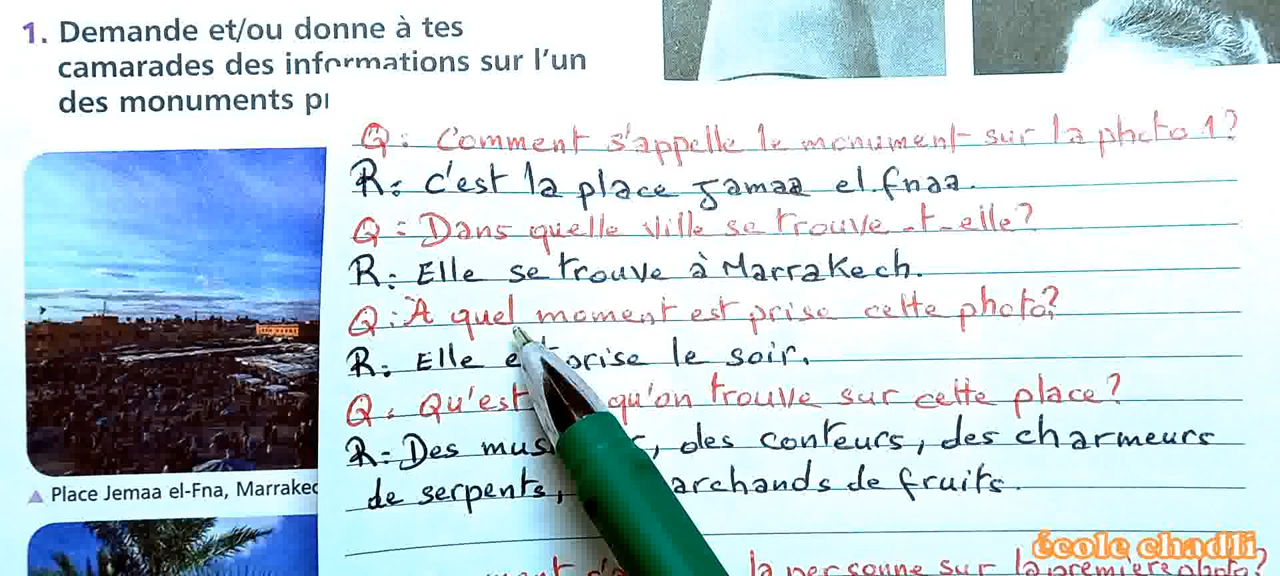 1. Demande et/ou donne à tes
camarades des informations sur l'un
des monuments
Q: Comment s'appelle le monument sur la photo 1?
R: c'est la place Jamaa el.fnaa.
Q: Dans quelle ville se trouve-t-elle?
R: Elle se trouve à Marrakech.
Q: À quel moment est prise cette photo?
R: Elle prise le soir.
Q: Qu'est qu'on trouve sur cette place?
R: Des des conteurs, des charmeurs
de serpents, de fruits.
▲ Place Jemaa el-Fna,
la personne sur la première photo?
école chadli